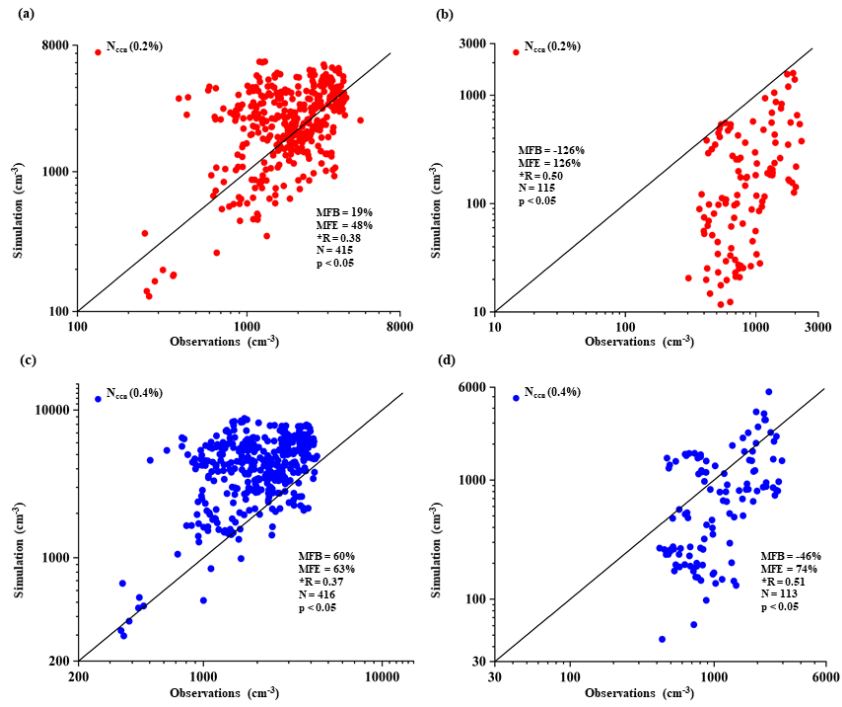 (a)
8000
N_ccn (0.2%)
1000
100
Simulation (cm⁻³)
MFB = 19%
MFE = 48%
*R = 0.38
N = 415
p < 0.05
100
1000
8000
Observations (cm⁻³)
(b)
3000
N_ccn (0.2%)
1000
100
10
Simulation (cm⁻³)
MFB = -126%
MFE = 126%
*R = 0.50
N = 115
p < 0.05
10
100
1000
3000
Observations (cm⁻³)
(c)
10000
N_ccn (0.4%)
1000
200
Simulation (cm⁻³)
MFB = 60%
MFE = 63%
*R = 0.37
N = 416
p < 0.05
200
1000
10000
Observations (cm⁻³)
(d)
6000
N_ccn (0.4%)
1000
100
30
Simulation (cm⁻³)
MFB = -46%
MFE = 74%
*R = 0.51
N = 113
p < 0.05
30
100
1000
6000
Observations (cm⁻³)